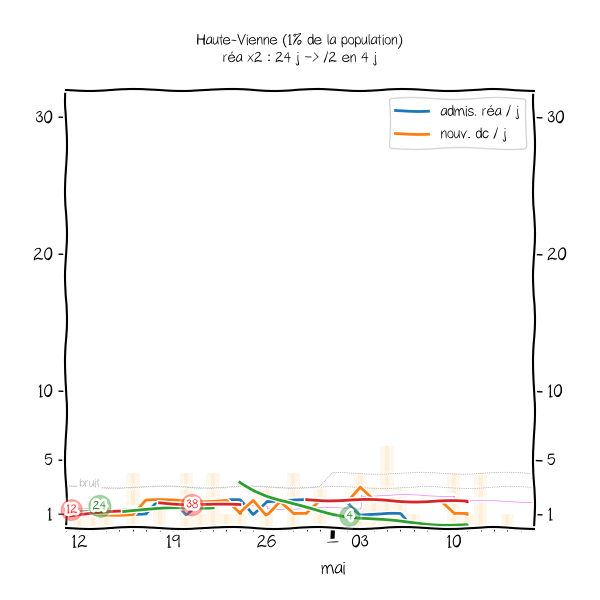 Haute-Vienne (1% de la population)
réa x2 : 24 j -> /2 en 4 j
admis. réa / j
nouv. dc / j
30 30
20 20
10 10
5 5
bruit
12 24 38 4
1 1
12 19 26 03 10
mai